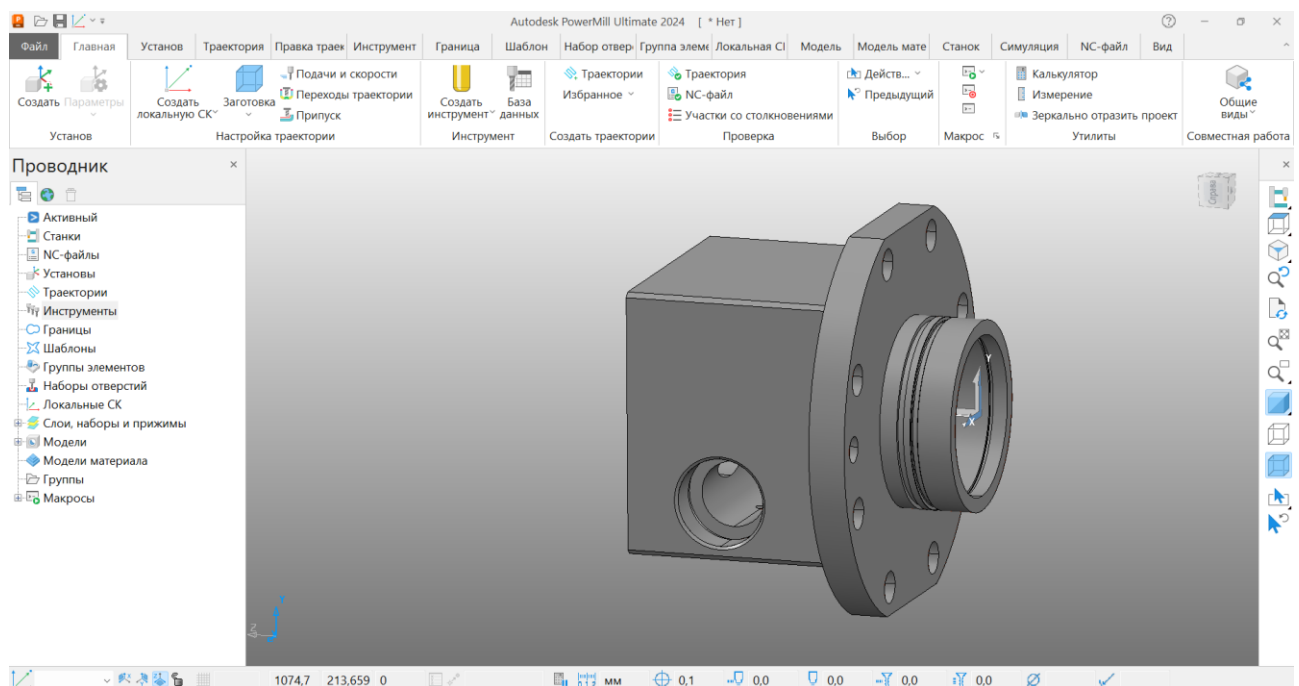 Autodesk PowerMill Ultimate 2024 [ * Нет ]
Файл Главная Установ Траектория Правка траек Инструмент Граница Шаблон Набор отвер Группа элеме Локальная СІ Модель Модель мате Станок Симуляция NC-файл Вид
Создать Параметры
Установ
Создать локальную СК Заготовка
Подачи и скорости
Переходы траектории
Припуск
Настройка траектории
Создать инструмент База данных
Инструмент
Траектории
Избранное
Создать траектории
Траектория
NC-файл
Участки со столкновениями
Проверка
Действ...
Предыдущий
Выбор
Макрос
Калькулятор
Измерение
Зеркально отразить проект
Утилиты
Общие виды
Совместная работа
Проводник
Активный
Станки
NC-файлы
Установы
Траектории
Инструменты
Границы
Шаблоны
Группы элементов
Наборы отверстий
Локальные СК
Слои, наборы и прижимы
Модели
Модели материала
Группы
Макросы
Справа
Y
X
Y
Z
1074,7 213,659 0 мм 0,1 0,0 0,0 0,0 0,0